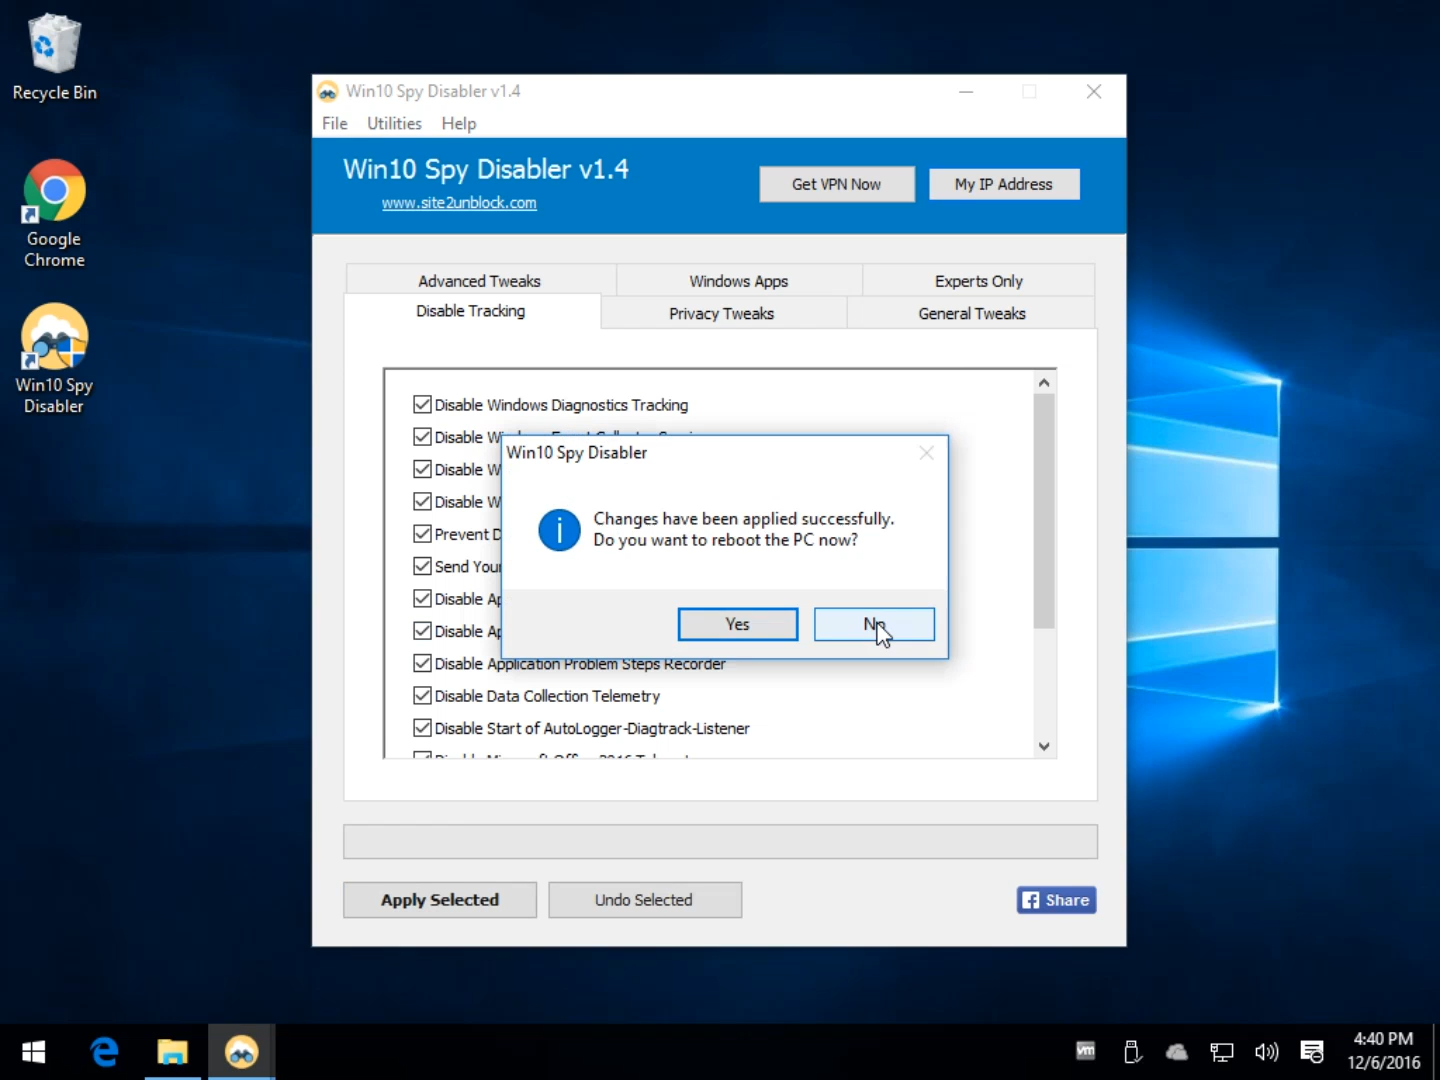 Recycle Bin
Google
Chrome
Win10 Spy
Disabler
Win10 Spy Disabler v1.4
File Utilities Help
Win10 Spy Disabler v1.4
www.site2unblock.com
Get VPN Now
My IP Address
Advanced Tweaks
Windows Apps
Experts Only
Disable Tracking
Privacy Tweaks
General Tweaks
Disable Windows Diagnostics Tracking
Disable
Disable
Disable
Prevent
Send
Disable
Disable
Disable Application Problem Steps Recorder
Disable Data Collection Telemetry
Disable Start of AutoLogger-Diagtrack-Listener
Win10 Spy Disabler
Changes have been applied successfully.
Do you want to reboot the PC now?
Yes
No
Apply Selected
Undo Selected
Share
vm
4:40 PM
12/6/2016